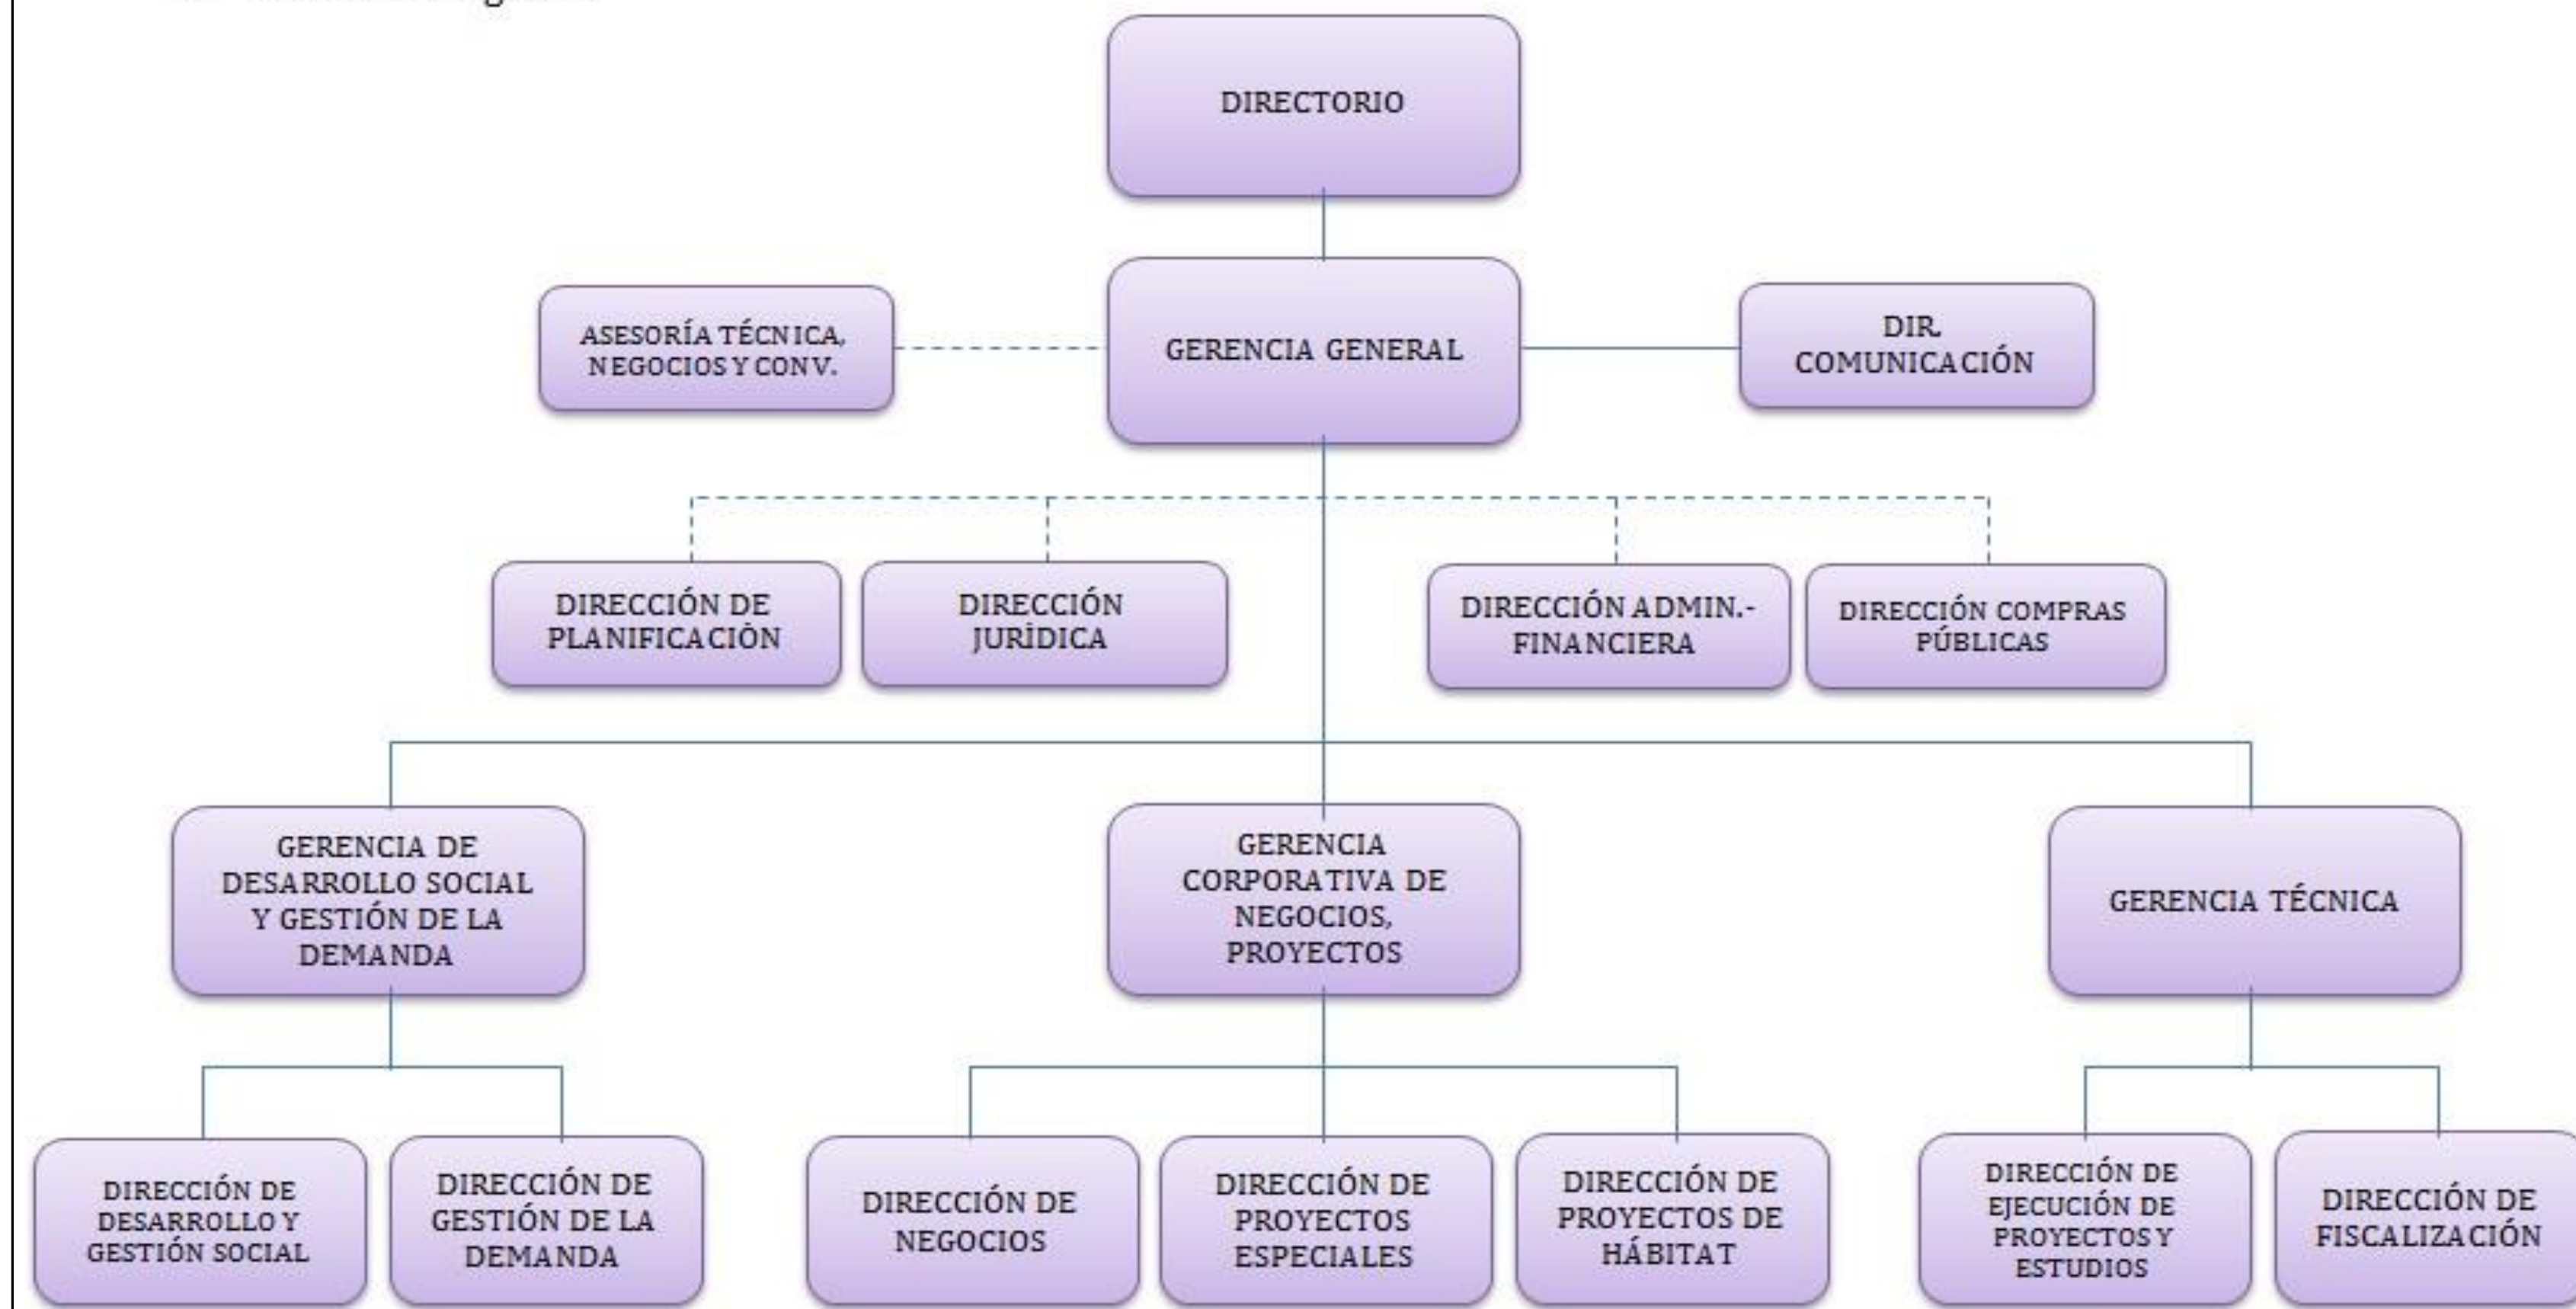 DIRECTORIO
ASESORÍA TÉCNICA,
NEGOCIOS Y CONV.
GERENCIA GENERAL
DIR.
COMUNICACIÓN
DIRECCIÓN DE
PLANIFICACIÓN
DIRECCIÓN
JURÍDICA
DIRECCIÓN ADMIN.-
FINANCIERA
DIRECCIÓN COMPRAS
PÚBLICAS
GERENCIA DE
DESARROLLO SOCIAL
Y GESTIÓN DE LA
DEMANDA
GERENCIA
CORPORATIVA DE
NEGOCIOS,
PROYECTOS
GERENCIA TÉCNICA
DIRECCIÓN DE
DESARROLLO Y
GESTIÓN SOCIAL
DIRECCIÓN DE
GESTIÓN DE LA
DEMANDA
DIRECCIÓN DE
NEGOCIOS
DIRECCIÓN DE
PROYECTOS
ESPECIALES
DIRECCIÓN DE
PROYECTOS DE
HÁBITAT
DIRECCIÓN DE
EJECUCIÓN DE
PROYECTOS Y
ESTUDIOS
DIRECCIÓN DE
FISCALIZACIÓN